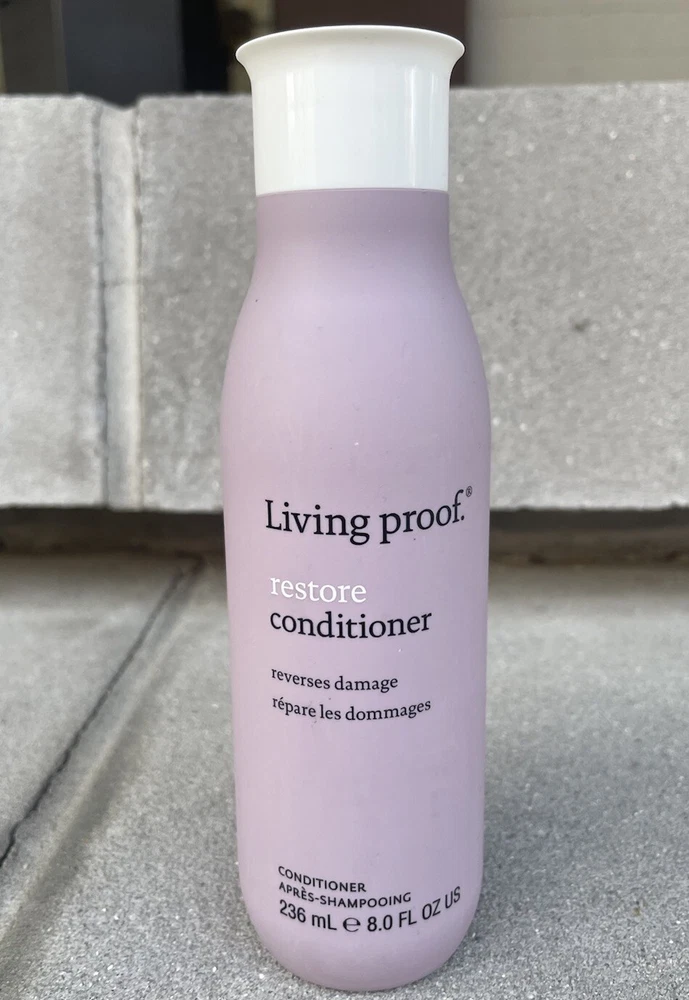 Living proof.®
restore
conditioner
reverses damage
répare les dommages
CONDITIONER
APRÈS-SHAMPOOING
236 mL ℮ 8.0 FL OZ US